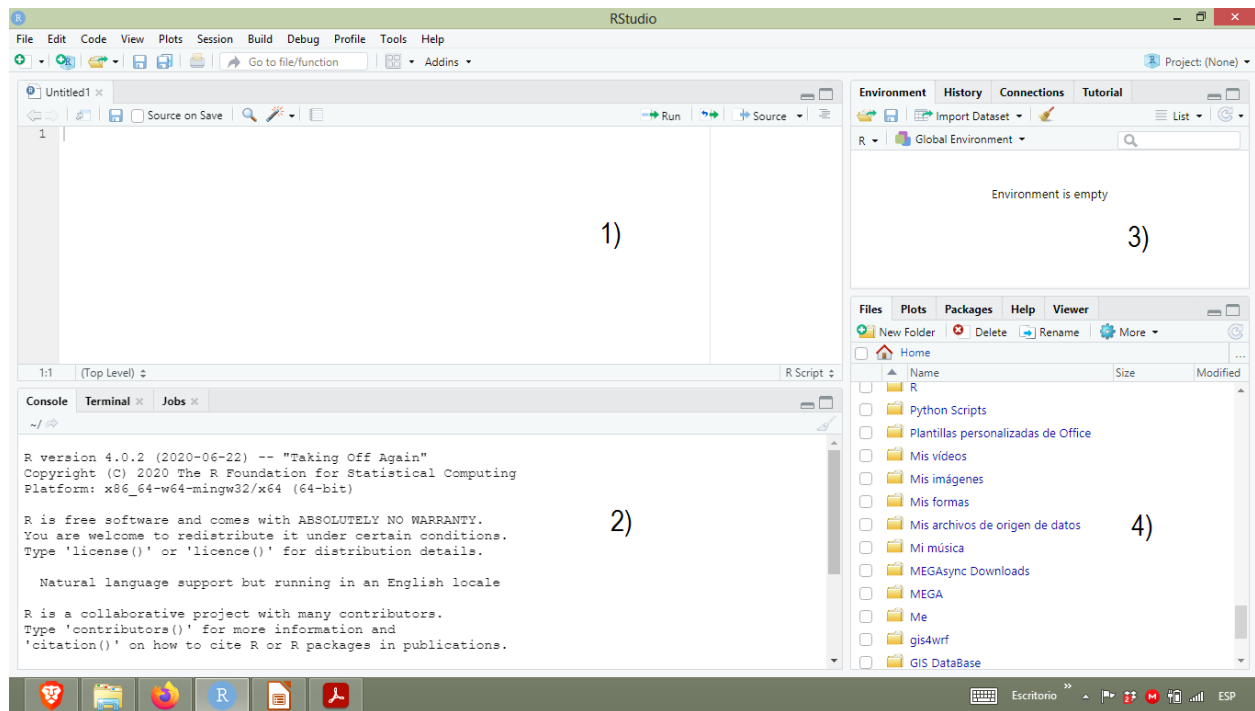 RStudio
File Edit Code View Plots Session Build Debug Profile Tools Help
Go to file/function Addins
Project: (None)
Untitled1
Source on Save Run Source
1
1)
1:1 (Top Level) R Script
Console Terminal Jobs
~/
R version 4.0.2 (2020-06-22) -- "Taking Off Again"
Copyright (C) 2020 The R Foundation for Statistical Computing
Platform: x86_64-w64-mingw32/x64 (64-bit)
R is free software and comes with ABSOLUTELY NO WARRANTY.
You are welcome to redistribute it under certain conditions.
Type 'license()' or 'licence()' for distribution details.
2)
Natural language support but running in an English locale
R is a collaborative project with many contributors.
Type 'contributors()' for more information and
'citation()' on how to cite R or R packages in publications.
Environment History Connections Tutorial
Import Dataset List
R Global Environment
Environment is empty
3)
Files Plots Packages Help Viewer
New Folder Delete Rename More
Home ...
Name Size Modified
R
Python Scripts
Plantillas personalizadas de Office
Mis vídeos
Mis imágenes
Mis formas
Mis archivos de origen de datos
4)
Mi música
MEGAsync Downloads
MEGA
Me
gis4wrf
GIS DataBase
Escritorio » ESP